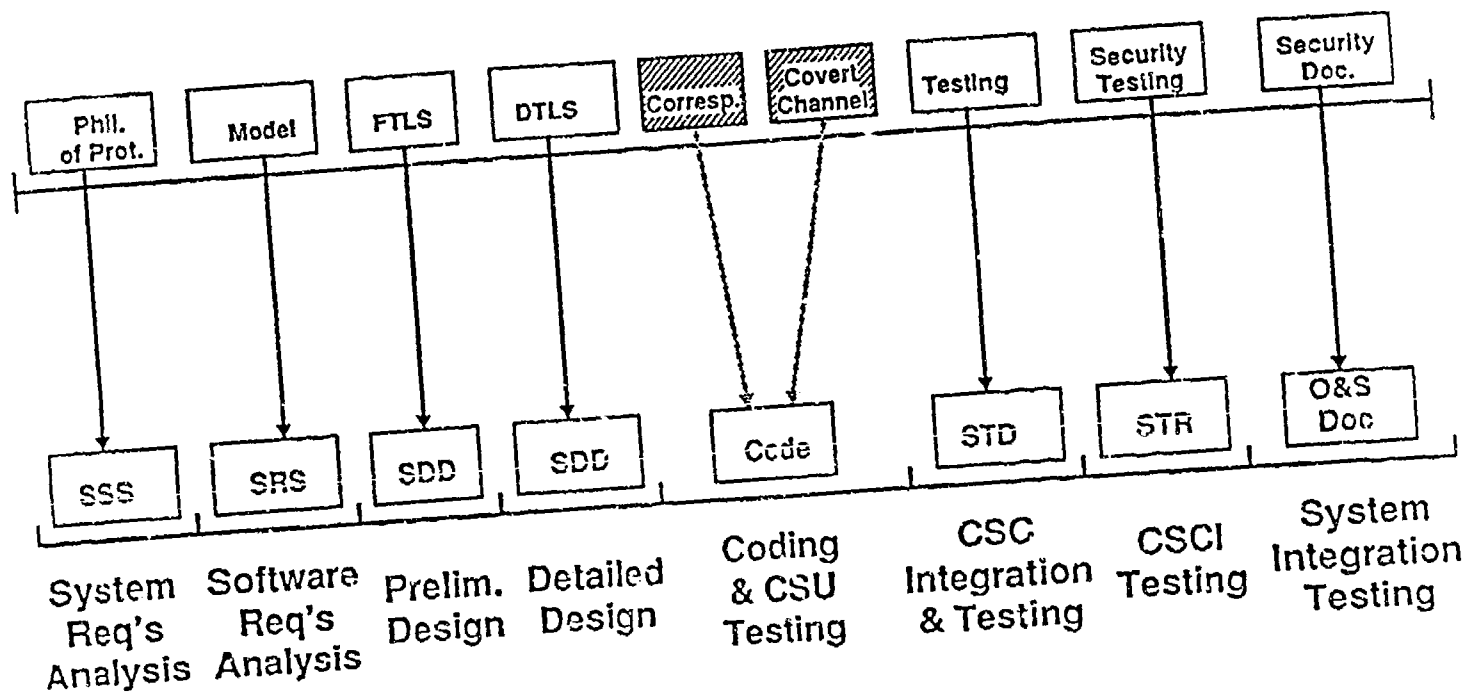 Phil.
of Prot.
Model
FTLS
DTLS
Corresp.
Covert
Channel
Testing
Security
Testing
Security
Doc.
SSS
SRS
SDD
SDD
Code
STD
STR
O&S
Doc
System
Req's
Analysis
Software
Req's
Analysis
Prelim.
Design
Detailed
Design
Coding
& CSU
Testing
CSC
Integration
& Testing
CSCI
Testing
System
Integration
Testing